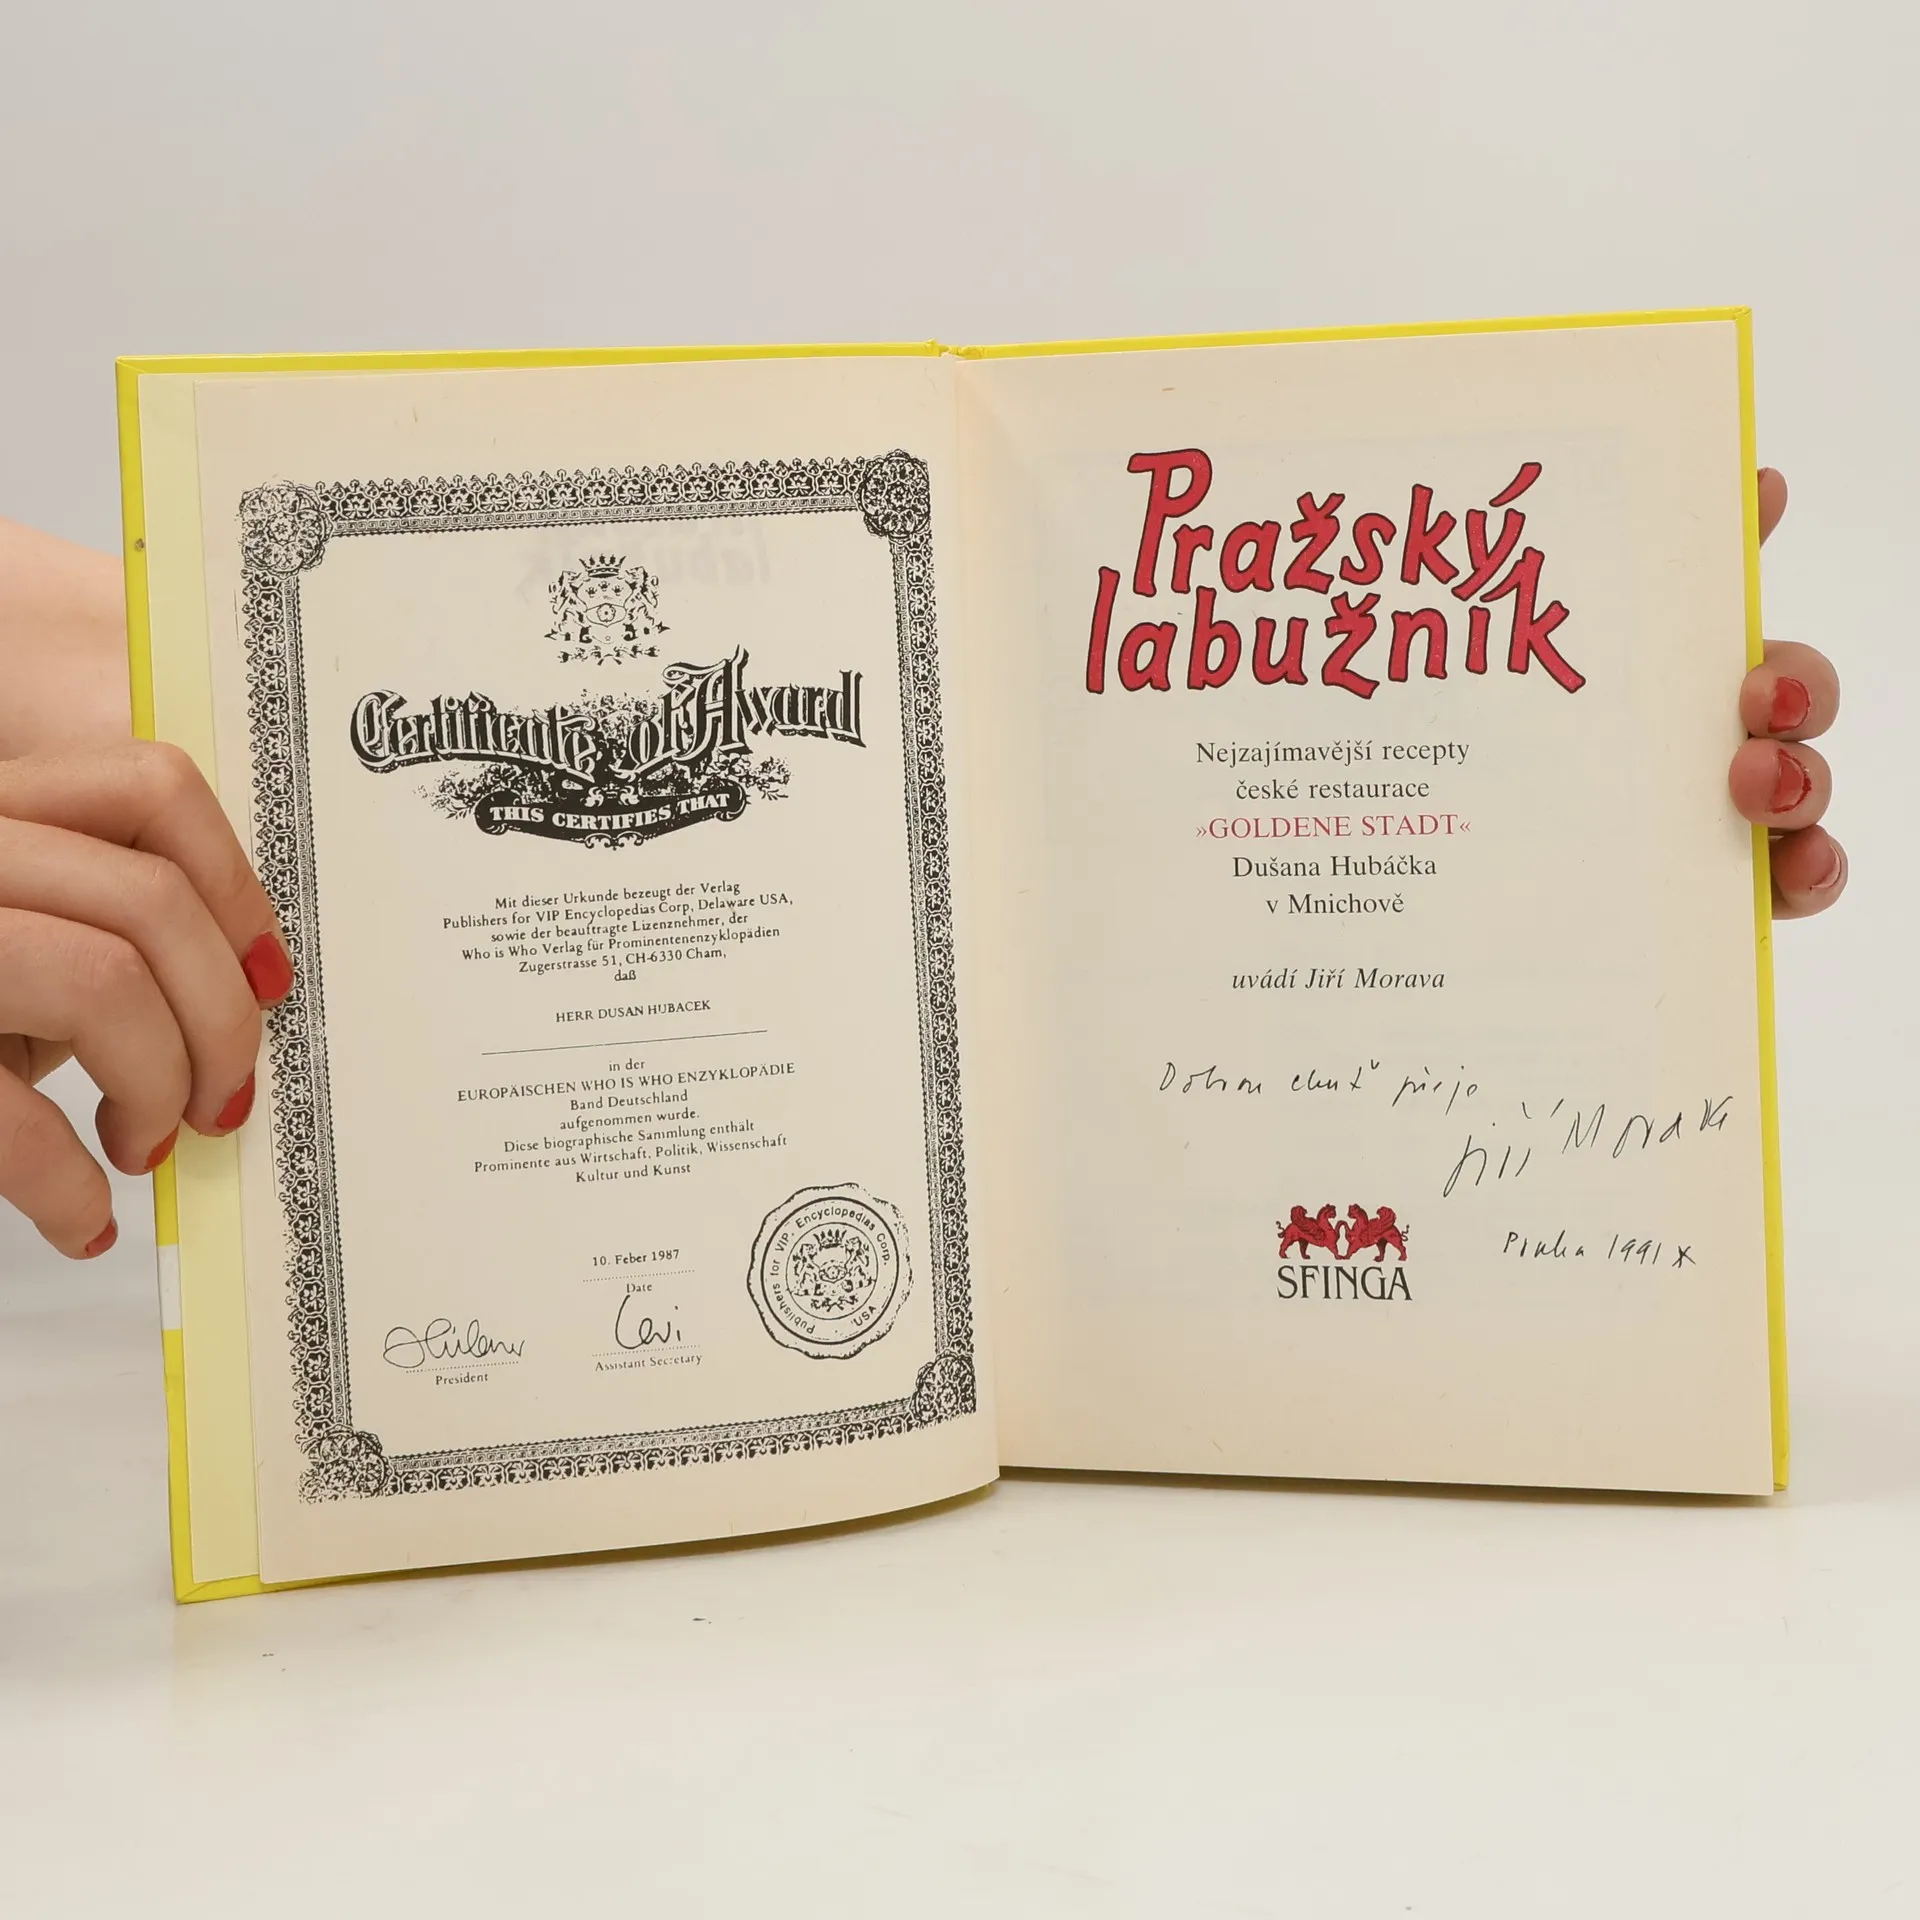 Certificate of Award
THIS CERTIFIES THAT
Mit dieser Urkunde bezeugt der Verlag
Publishers for VIP Encyclopedias Corp, Delaware USA,
sowie der beauftragte Lizenznehmer, der
Who is Who Verlag für Prominentenenzyklopädien
Zugerstrasse 51, CH-6330 Cham,
daß
HERR DUSAN HUBACEK
in der
EUROPÄISCHEN WHO IS WHO ENZYKLOPÄDIE
Band Deutschland
aufgenommen wurde.
Diese biographische Sammlung enthält
Prominente aus Wirtschaft, Politik, Wissenschaft
Kultur und Kunst
10. Feber 1987
Date
President
Assistant Secretary
Publishers for VIP. Encyclopedias Corp. USA.
Pražský
labužník
Nejzajímavější recepty
české restaurace
»GOLDENE STADT«
Dušana Hubáčka
v Mnichově
uvádí Jiří Morava
Dobrou chuť přeje
Jiří Morava
Praha 1991
SFINGA